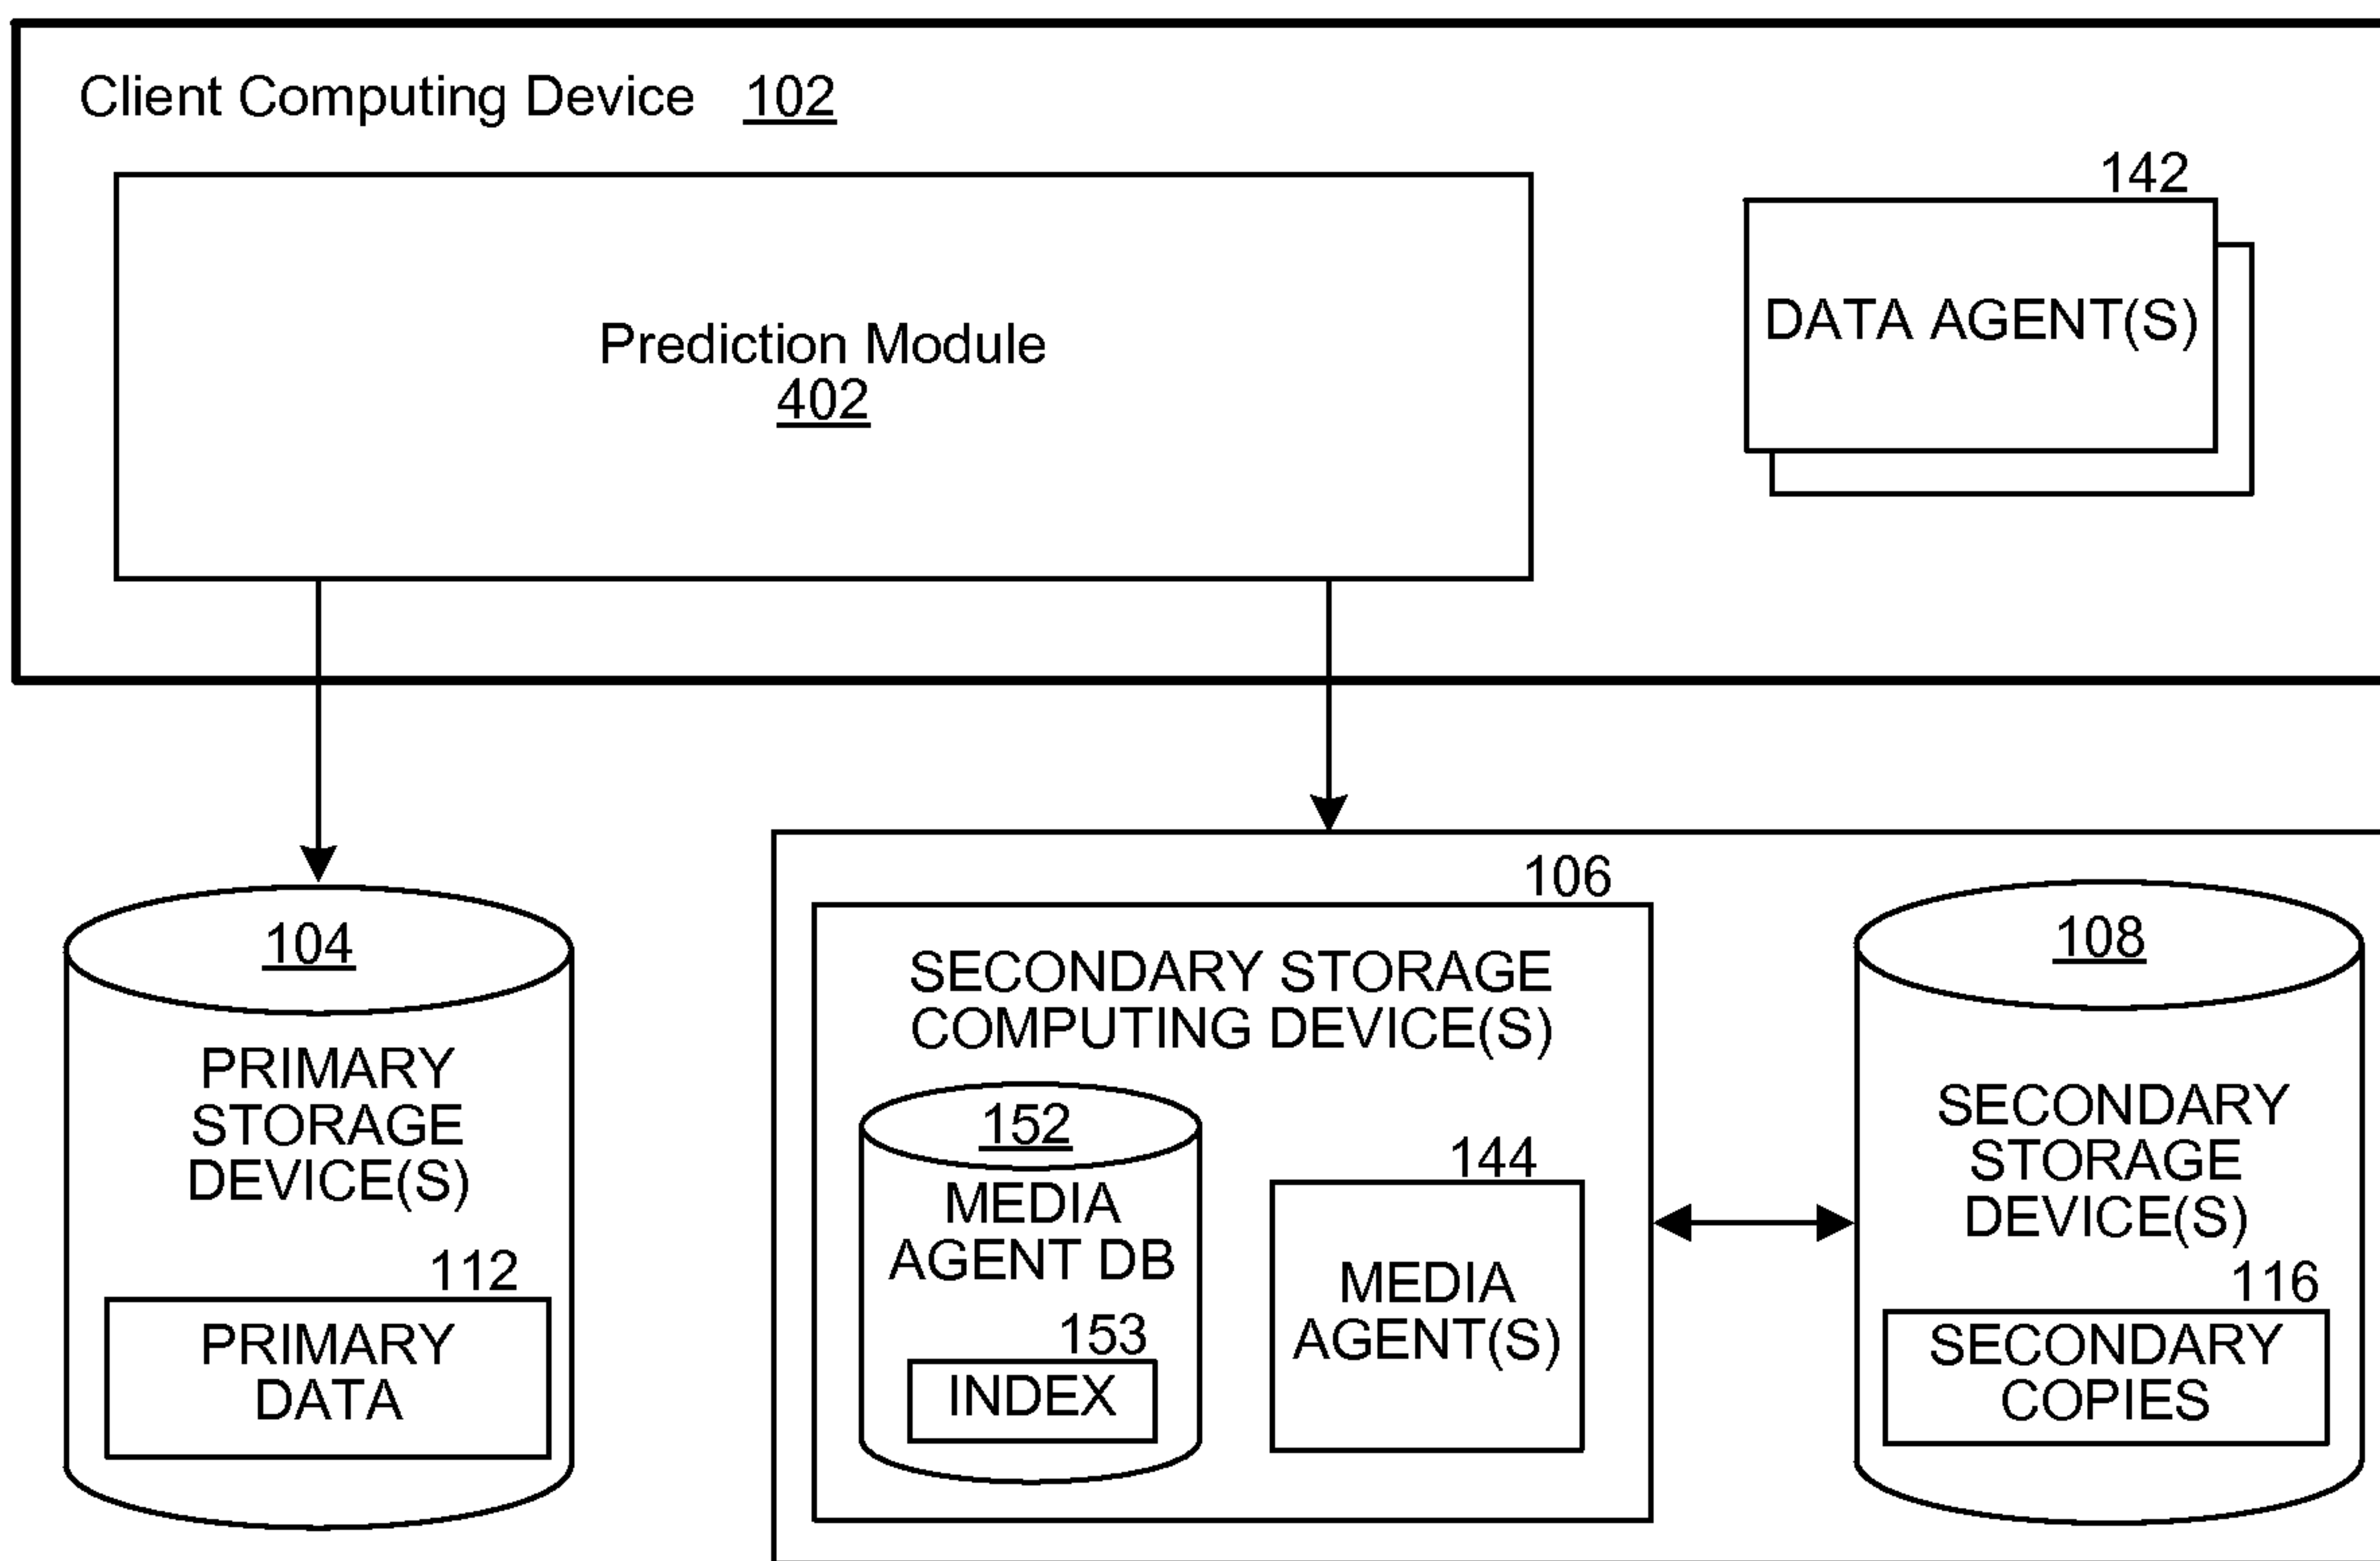 Client Computing Device 102
Prediction Module
402
142
DATA AGENT(S)
104
PRIMARY
STORAGE
DEVICE(S)
112
PRIMARY
DATA
106
SECONDARY STORAGE
COMPUTING DEVICE(S)
152
MEDIA
AGENT DB
153
INDEX
144
MEDIA
AGENT(S)
108
SECONDARY
STORAGE
DEVICE(S)
116
SECONDARY
COPIES